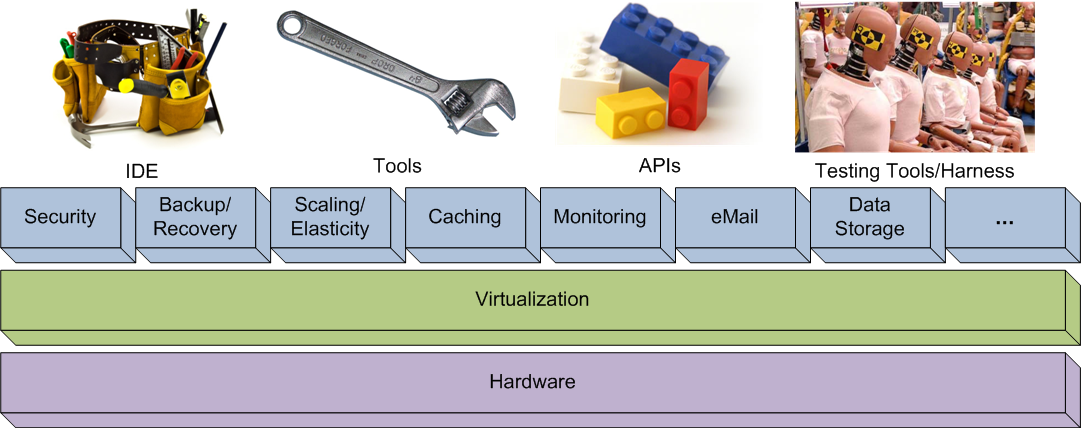 IDE
Tools
APIs
Testing Tools/Harness
Security
Backup/
Recovery
Scaling/
Elasticity
Caching
Monitoring
eMail
Data
Storage
...
Virtualization
Hardware